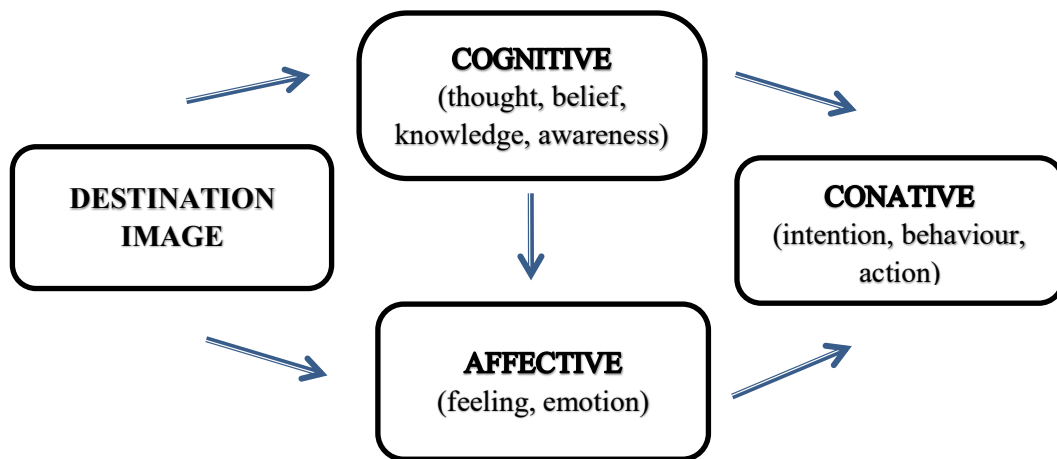 COGNITIVE
(thought, belief,
knowledge, awareness)
DESTINATION
IMAGE
CONATIVE
(intention, behaviour,
action)
AFFECTIVE
(feeling, emotion)